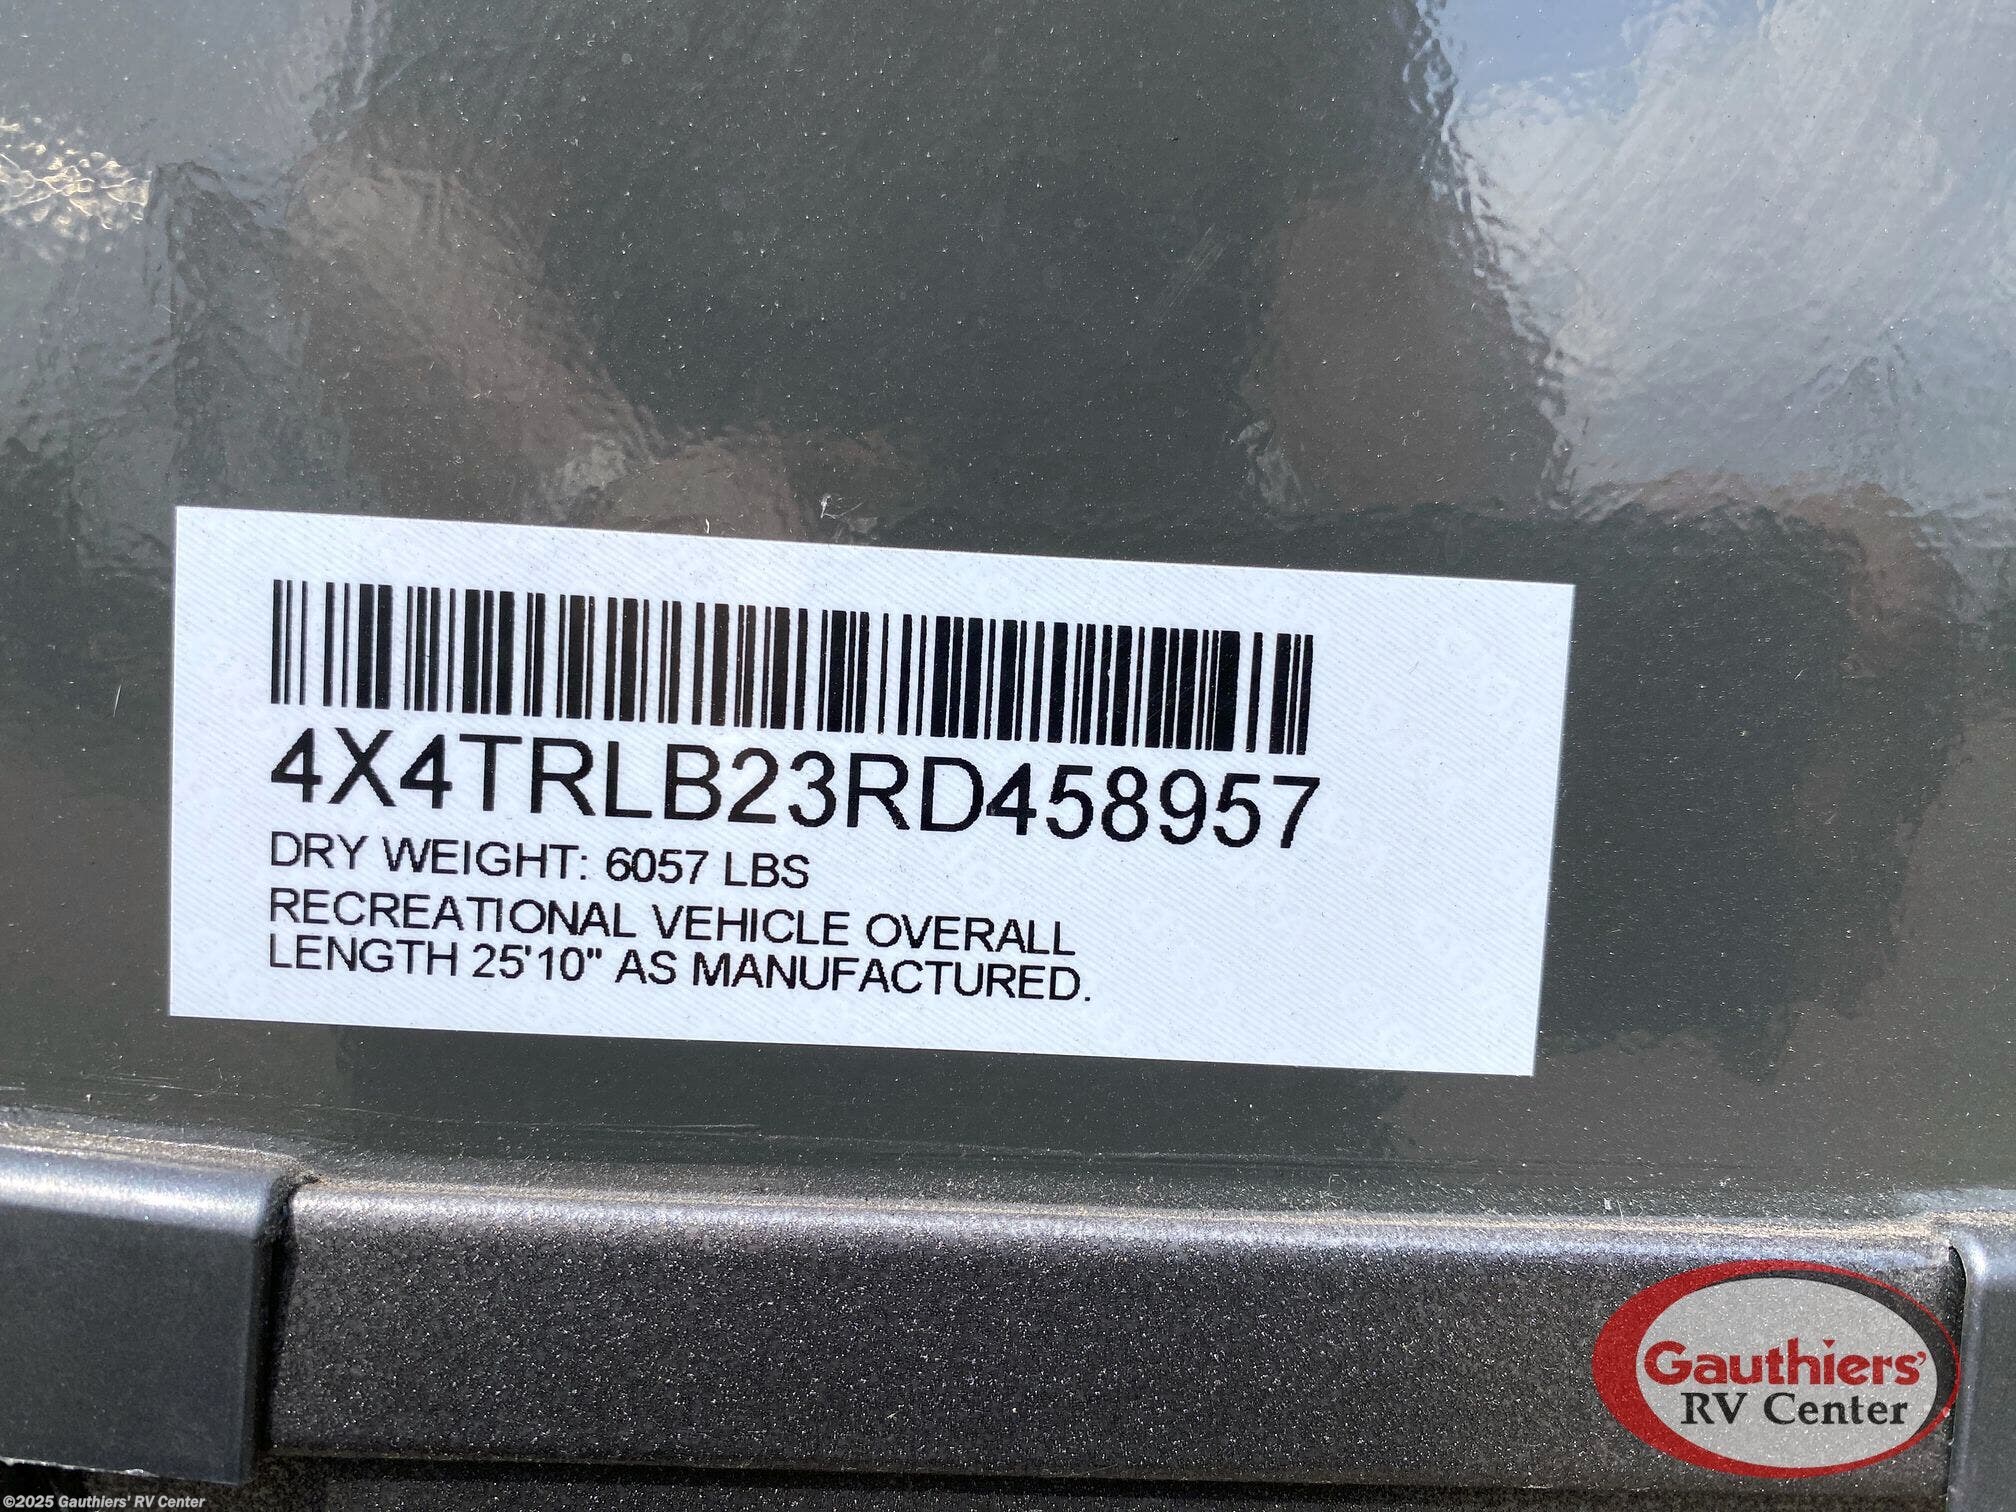 4X4TRLB23RD458957
DRY WEIGHT: 6057 LBS
RECREATIONAL VEHICLE OVERALL
LENGTH 25'10" AS MANUFACTURED.
Gauthiers'
RV Center
©2025 Gauthiers' RV Center